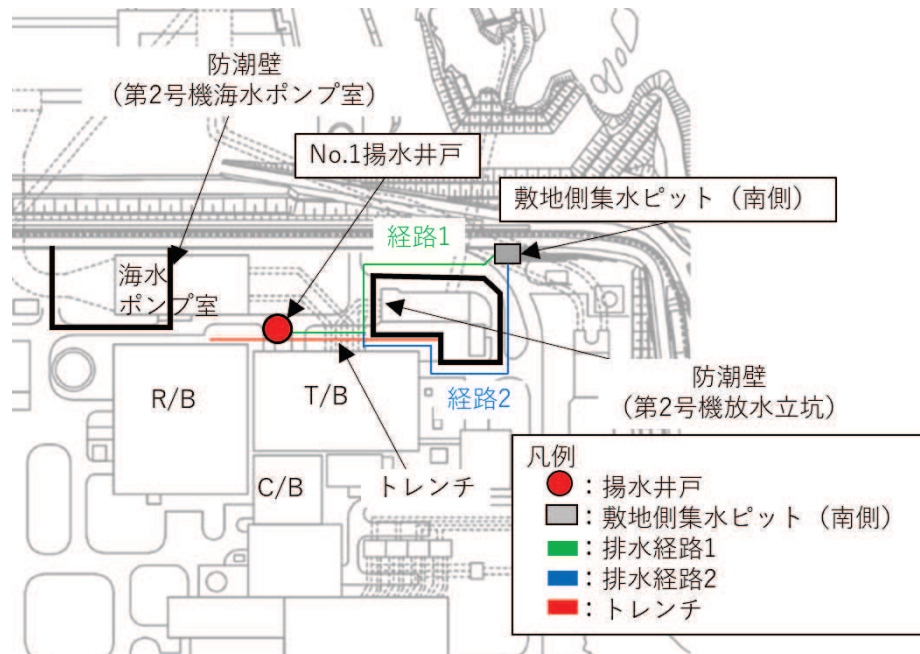 防潮壁
（第2号機海水ポンプ室）
No.1揚水井戸
敷地側集水ピット（南側）
経路1
海水
ポンプ室
R/B
T/B
経路2
防潮壁
（第2号機放水立坑）
C/B
トレンチ
凡例
：揚水井戸
：敷地側集水ピット（南側）
：排水経路1
：排水経路2
：トレンチ